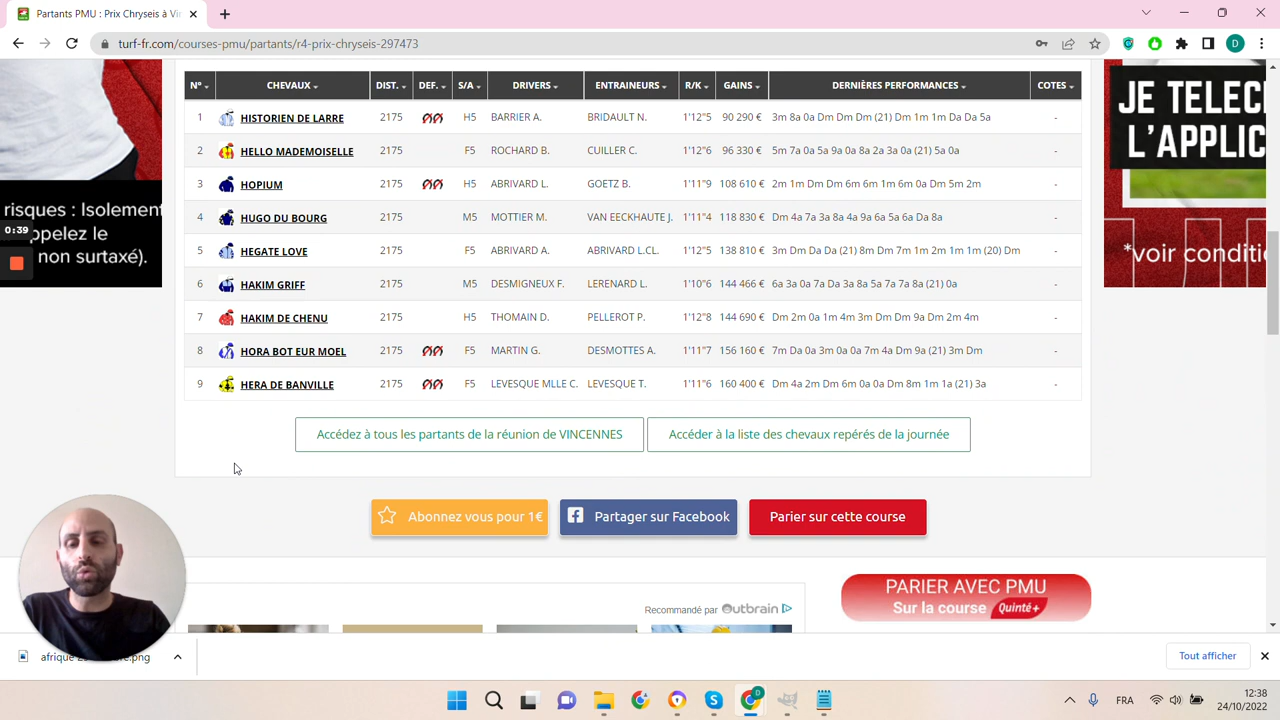 Partants PMU : Prix Chryseis à Vin
turf-fr.com/courses-pmu/partants/r4-prix-chryseis-297473
D
N° CHEVAUX DIST. DEF. S/A DRIVERS ENTRAINEURS R/K GAINS DERNIÈRES PERFORMANCES COTES
1 HISTORIEN DE LARRE 2175 H5 BARRIER A. BRIDAULT N. 1'12"5 90 290 € 3m 8a 0a Dm Dm Dm (21) Dm 1m 1m Da Da 5a -
2 HELLO MADEMOISELLE 2175 F5 ROCHARD B. CUILLER C. 1'12"6 96 330 € 5m 7a 0a 5a 9a 0a 8a 2a 3a 0a (21) 5a 0a -
3 HOPIUM 2175 H5 ABRIVARD L. GOETZ B. 1'11"9 108 610 € 2m 1m Dm Dm 6m 6m 1m 6m 0a Dm 5m 2m -
4 HUGO DU BOURG 2175 M5 MOTTIER M. VAN EECKHAUTE J. 1'11"4 118 830 € Dm 4a 7a 3a 8a 4a 9a 6a 5a 6a Da 8a -
5 HEGATE LOVE 2175 F5 ABRIVARD A. ABRIVARD L.CL. 1'12"5 138 810 € 3m Dm Da Da (21) 8m Dm 7m 1m 2m 1m 1m (20) Dm -
6 HAKIM GRIFF 2175 M5 DESMIGNEUX F. LERENARD L. 1'10"6 144 466 € 6a 3a 0a 7a Da 3a 8a 5a 7a 7a 8a (21) 0a -
7 HAKIM DE CHENU 2175 H5 THOMAIN D. PELLEROT P. 1'12"8 144 690 € Dm 2m 0a 1m 4m 3m Dm Dm 9a Dm 2m 4m -
8 HORA BOT EUR MOEL 2175 F5 MARTIN G. DESMOTTES A. 1'11"7 156 160 € 7m Da 0a 3m 0a 0a 7m 4a Dm 9a (21) 3m Dm -
9 HERA DE BANVILLE 2175 F5 LEVESQUE MLLE C. LEVESQUE T. 1'11"6 160 400 € Dm 4a 2m Dm 6m 0a 0a Dm 8m 1m 1a (21) 3a -
Accédez à tous les partants de la réunion de VINCENNES
Accéder à la liste des chevaux repérés de la journée
Abonnez vous pour 1€
Partager sur Facebook
Parier sur cette course
risques : Isolement
ppelez le
non surtaxé).
0:39
JE TELEC
L'APPLIC
*voir conditi
Recommandé par Outbrain
PARIER AVEC PMU
Sur la course Quinté+
Tout afficher
FRA
12:38
24/10/2022